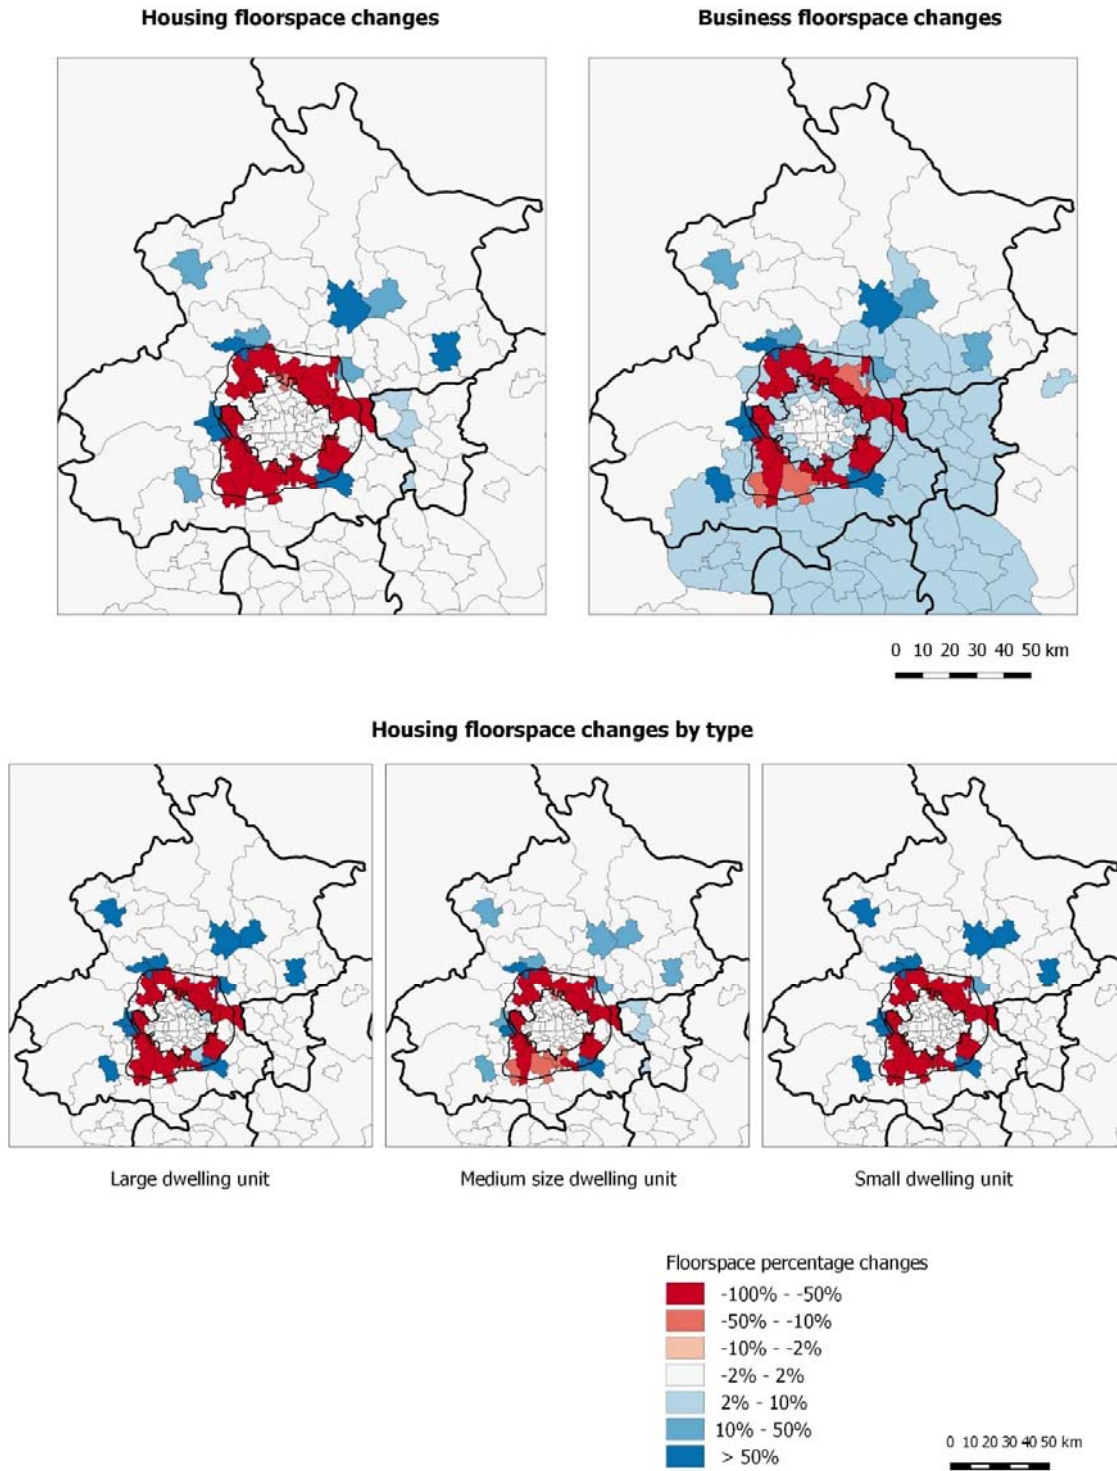 Housing floorspace changes
Business floorspace changes
0 10 20 30 40 50 km
Housing floorspace changes by type
Large dwelling unit
Medium size dwelling unit
Small dwelling unit
Floorspace percentage changes
-100% - -50%
-50% - -10%
-10% - -2%
-2% - 2%
2% - 10%
10% - 50%
> 50%
0 10 20 30 40 50 km